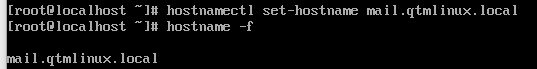 [root@localhost ~]# hostnamectl set-hostname mail.qtmlinux.local
[root@localhost ~]# hostname -f
mail.qtmlinux.local